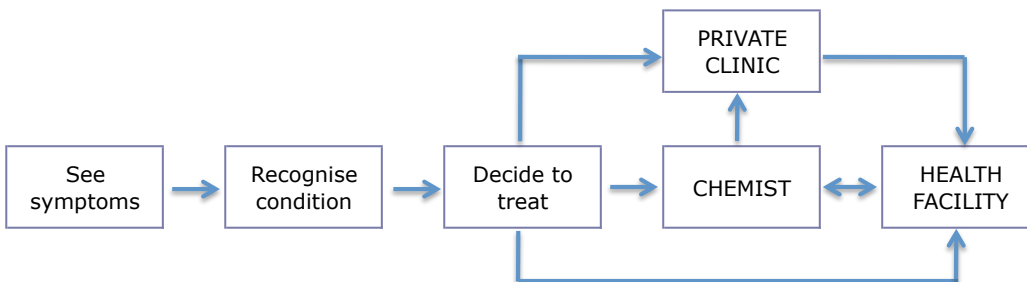 PRIVATE
CLINIC
See
symptoms
Recognise
condition
Decide to
treat
CHEMIST
HEALTH
FACILITY